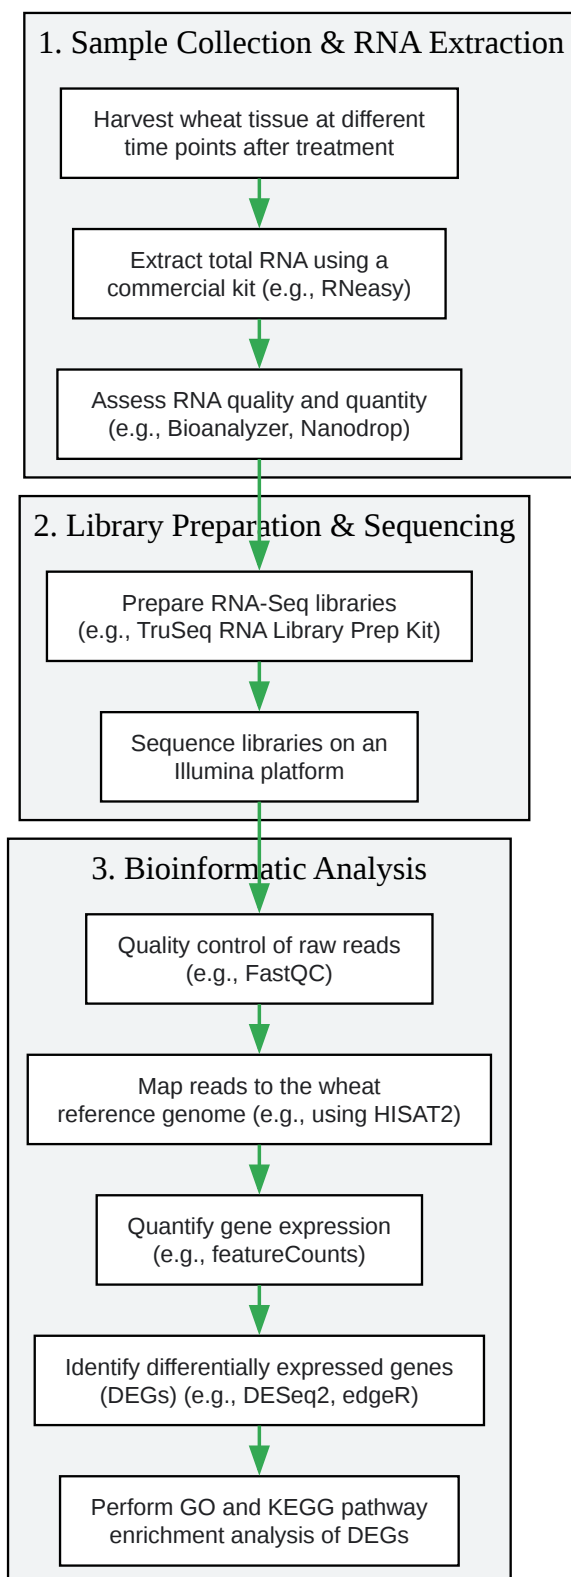 1. Sample Collection & RNA Extraction
Harvest wheat tissue at different
time points after treatment
Extract total RNA using a
commercial kit (e.g., RNeasy)
Assess RNA quality and quantity
(e.g., Bioanalyzer, Nanodrop)
2. Library Preparation & Sequencing
Prepare RNA-Seq libraries
(e.g., TruSeq RNA Library Prep Kit)
Sequence libraries on an
Illumina platform
3. Bioinformatic Analysis
Quality control of raw reads
(e.g., FastQC)
Map reads to the wheat
reference genome (e.g., using HISAT2)
Quantify gene expression
(e.g., featureCounts)
Identify differentially expressed genes
(DEGs) (e.g., DESeq2, edgeR)
Perform GO and KEGG pathway
enrichment analysis of DEGs